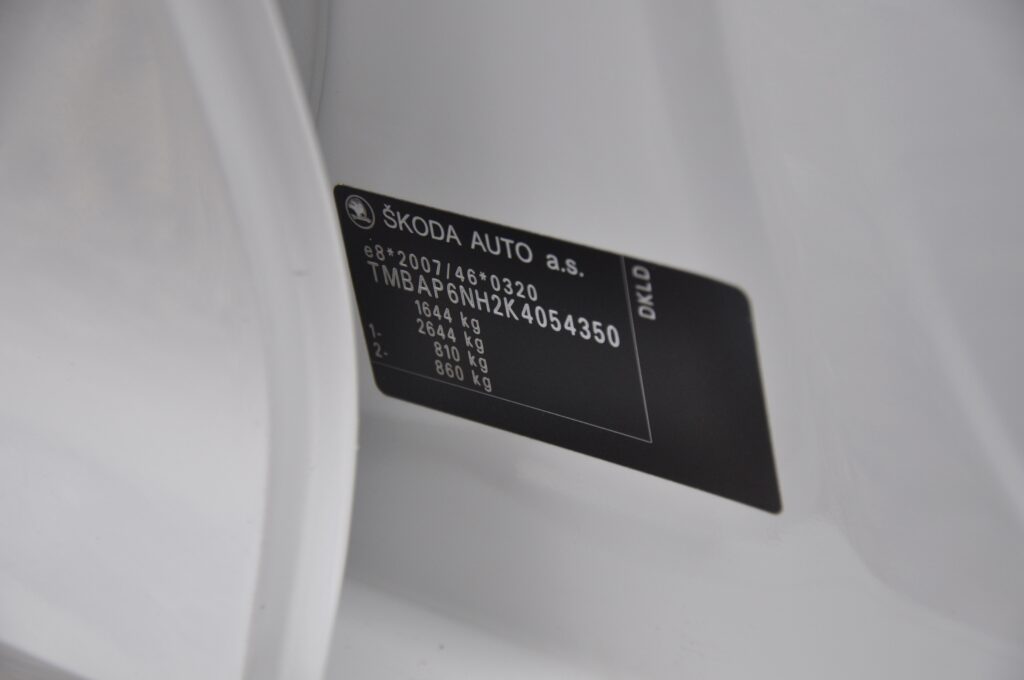 ŠKODA AUTO a.s.
e8*2007/46*0320
TMBAP6NH2K4054350
1644 kg
2644 kg
1- 810 kg
2- 860 kg
DKLD